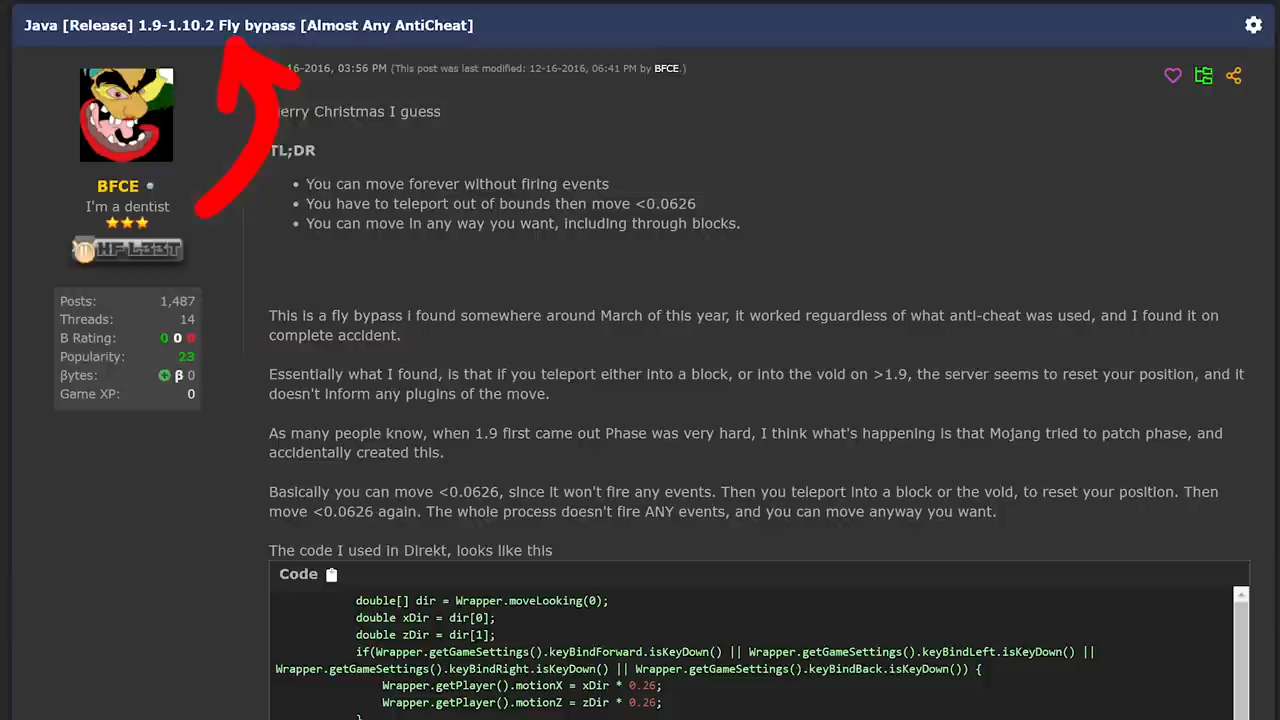 Java [Release] 1.9-1.10.2 Fly bypass [Almost Any AntiCheat]
16-2016, 03:56 PM (This post was last modified: 12-16-2016, 06:41 PM by BFCE.)
erry Christmas I guess
TL;DR
• You can move forever without firing events
• You have to teleport out of bounds then move <0.0626
• You can move in any way you want, including through blocks.
BFCE
I'm a dentist
HF L33T
Posts: 1,487
Threads: 14
B Rating: 0 0 0
Popularity: 23
βytes: β 0
Game XP: 0
This is a fly bypass i found somewhere around March of this year, it worked reguardless of what anti-cheat was used, and I found it on
complete accident.
Essentially what I found, is that if you teleport either into a block, or into the void on >1.9, the server seems to reset your position, and it
doesn't inform any plugins of the move.
As many people know, when 1.9 first came out Phase was very hard, I think what's happening is that Mojang tried to patch phase, and
accidentally created this.
Basically you can move <0.0626, since it won't fire any events. Then you teleport into a block or the void, to reset your position. Then
move <0.0626 again. The whole process doesn't fire ANY events, and you can move anyway you want.
The code I used in Direkt, looks like this
Code
double[] dir = Wrapper.moveLooking(0);
double xDir = dir[0];
double zDir = dir[1];
if(Wrapper.getGameSettings().keyBindForward.isKeyDown() || Wrapper.getGameSettings().keyBindLeft.isKeyDown() ||
Wrapper.getGameSettings().keyBindRight.isKeyDown() || Wrapper.getGameSettings().keyBindBack.isKeyDown()) {
Wrapper.getPlayer().motionX = xDir * 0.26;
Wrapper.getPlayer().motionZ = zDir * 0.26;
}